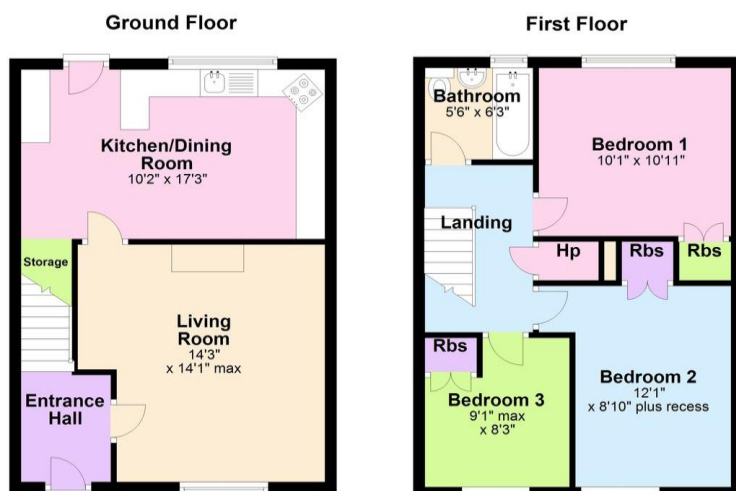 Ground Floor
Kitchen/Dining
Room
10'2" x 17'3"
Storage
Living
Room
14'3"
x 14'1" max
Entrance
Hall
First Floor
Bathroom
5'6" x 6'3"
Bedroom 1
10'1" x 10'11"
Landing
Hp
Rbs
Rbs
Rbs
Bedroom 2
12'1"
x 8'10" plus recess
Bedroom 3
9'1" max
x 8'3"